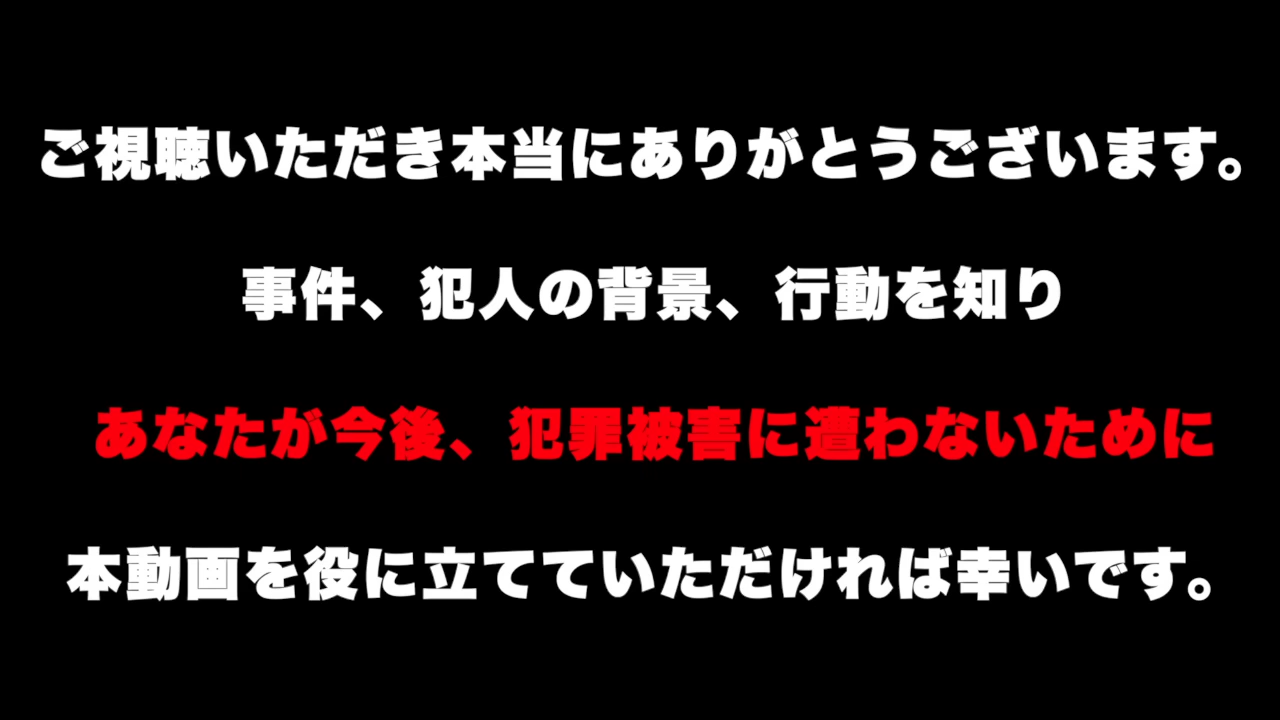 ご視聴いただき本当にありがとうございます。
事件、犯人の背景、行動を知り
あなたが今後、犯罪被害に遭わないために
本動画を役に立てていただければ幸いです。